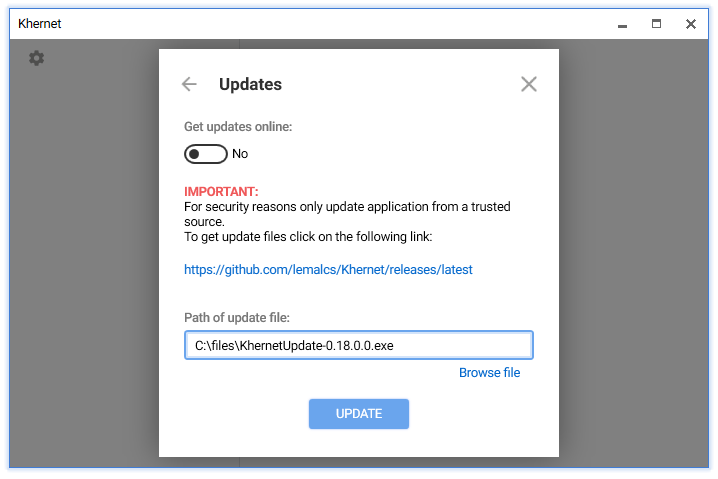 Khernet
Updates
Get updates online:
No
IMPORTANT:
For security reasons only update application from a trusted
source.
To get update files click on the following link:
https://github.com/lemalcs/Khernet/releases/latest
Path of update file:
C:\files\KhernetUpdate-0.18.0.0.exe
Browse file
UPDATE